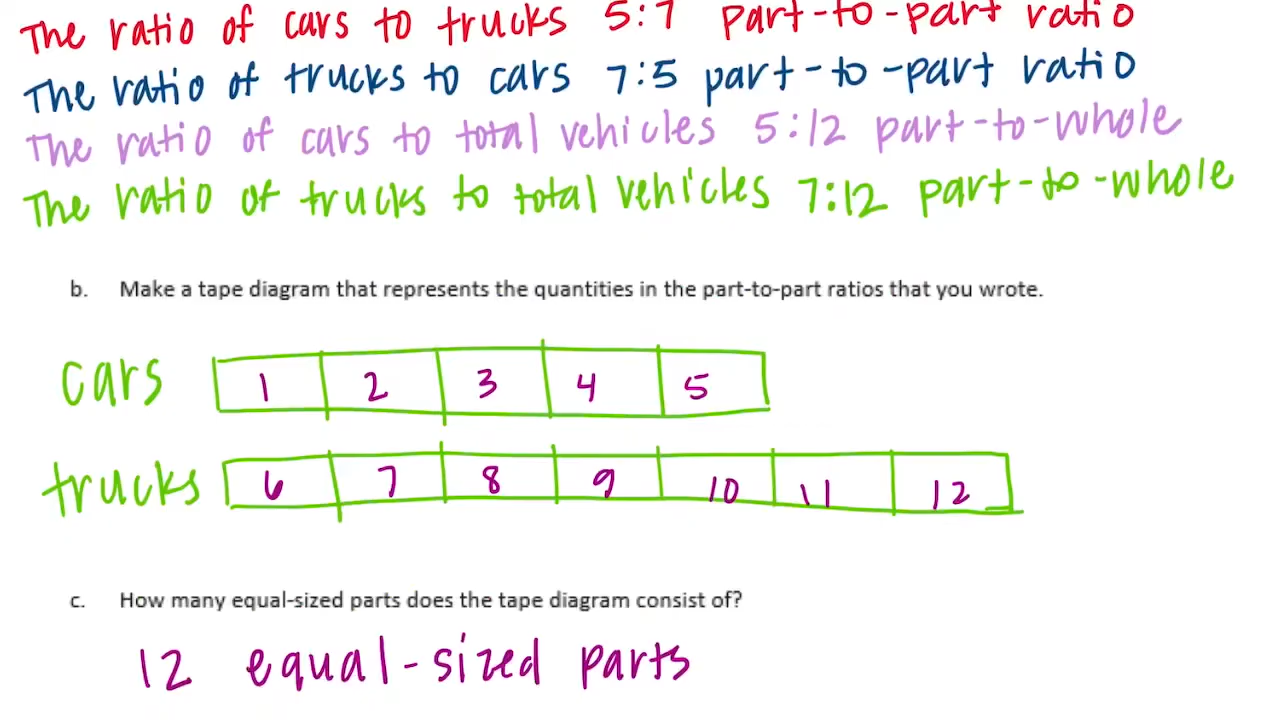 The ratio of cars to trucks 5:7 part-to-part ratio
The ratio of trucks to cars 7:5 part-to-part ratio
The ratio of cars to total vehicles 5:12 part-to-whole
The ratio of trucks to total vehicles 7:12 part-to-whole
b. Make a tape diagram that represents the quantities in the part-to-part ratios that you wrote.
cars 1 2 3 4 5
trucks 6 7 8 9 10 11 12
c. How many equal-sized parts does the tape diagram consist of?
12 equal-sized parts